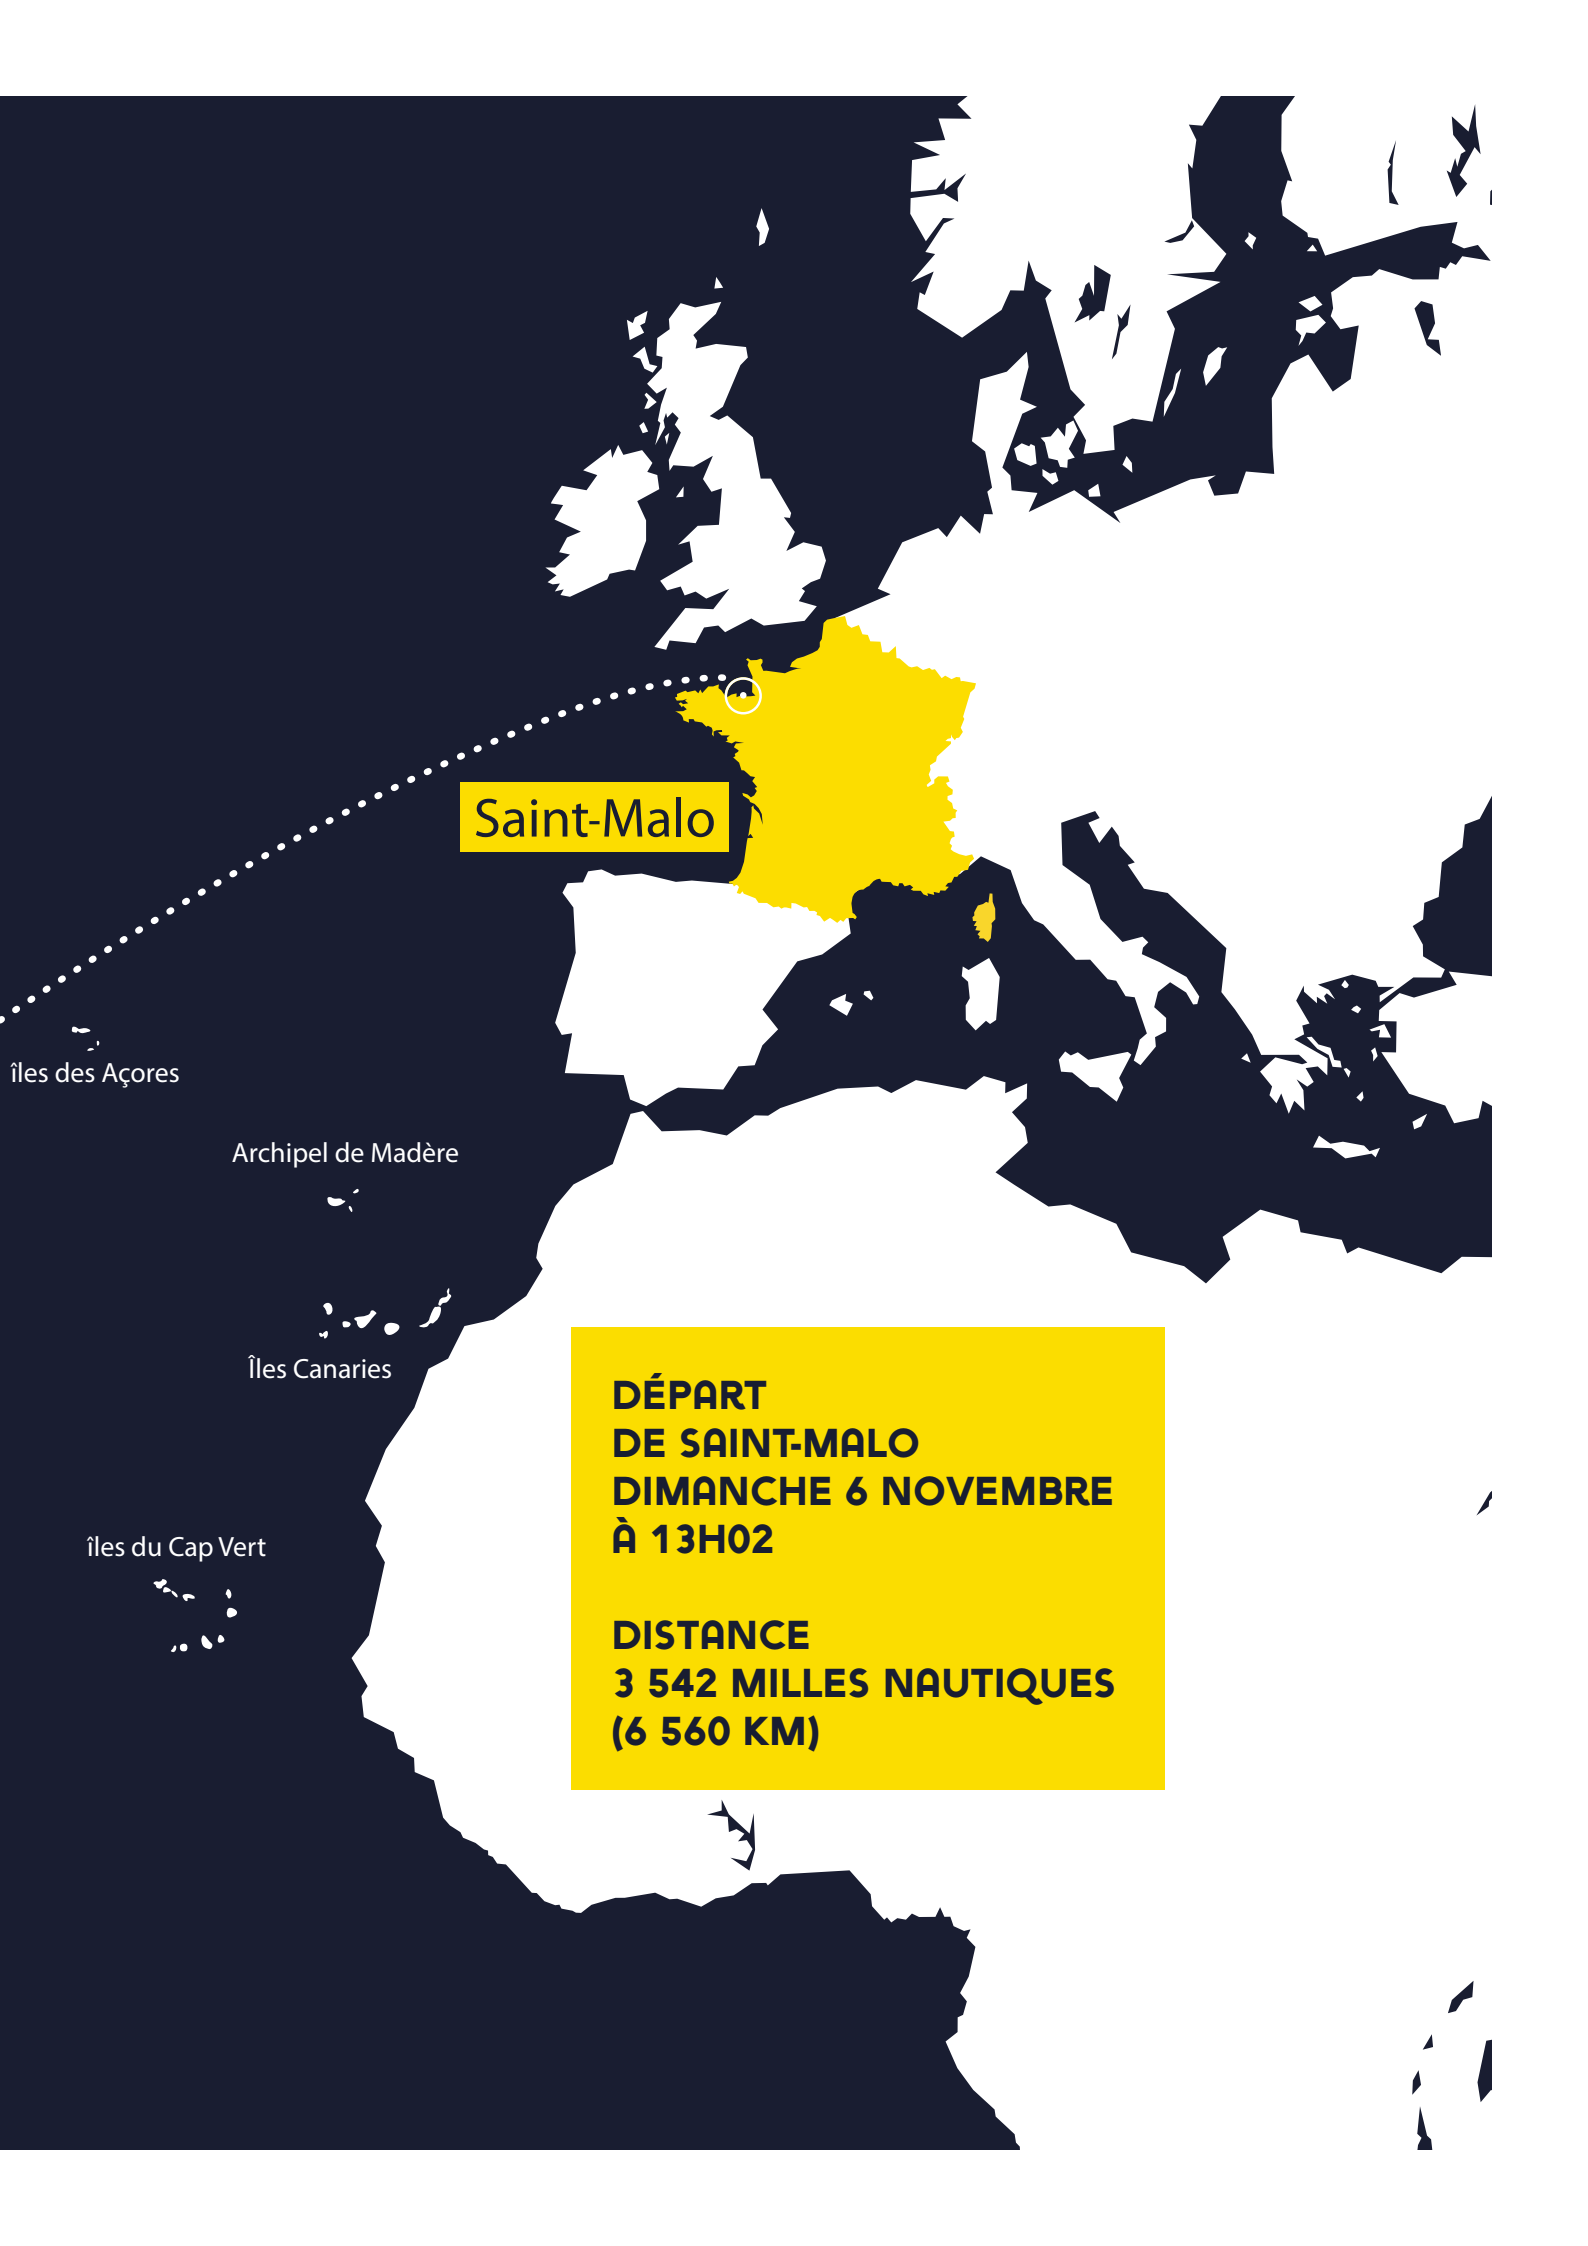 Saint-Malo
îles des Açores
Archipel de Madère
Îles Canaries
DÉPART
DE SAINT-MALO
DIMANCHE 6 NOVEMBRE
À 13H02
îles du Cap Vert
DISTANCE
3 542 MILLES NAUTIQUES
(6 560 KM)